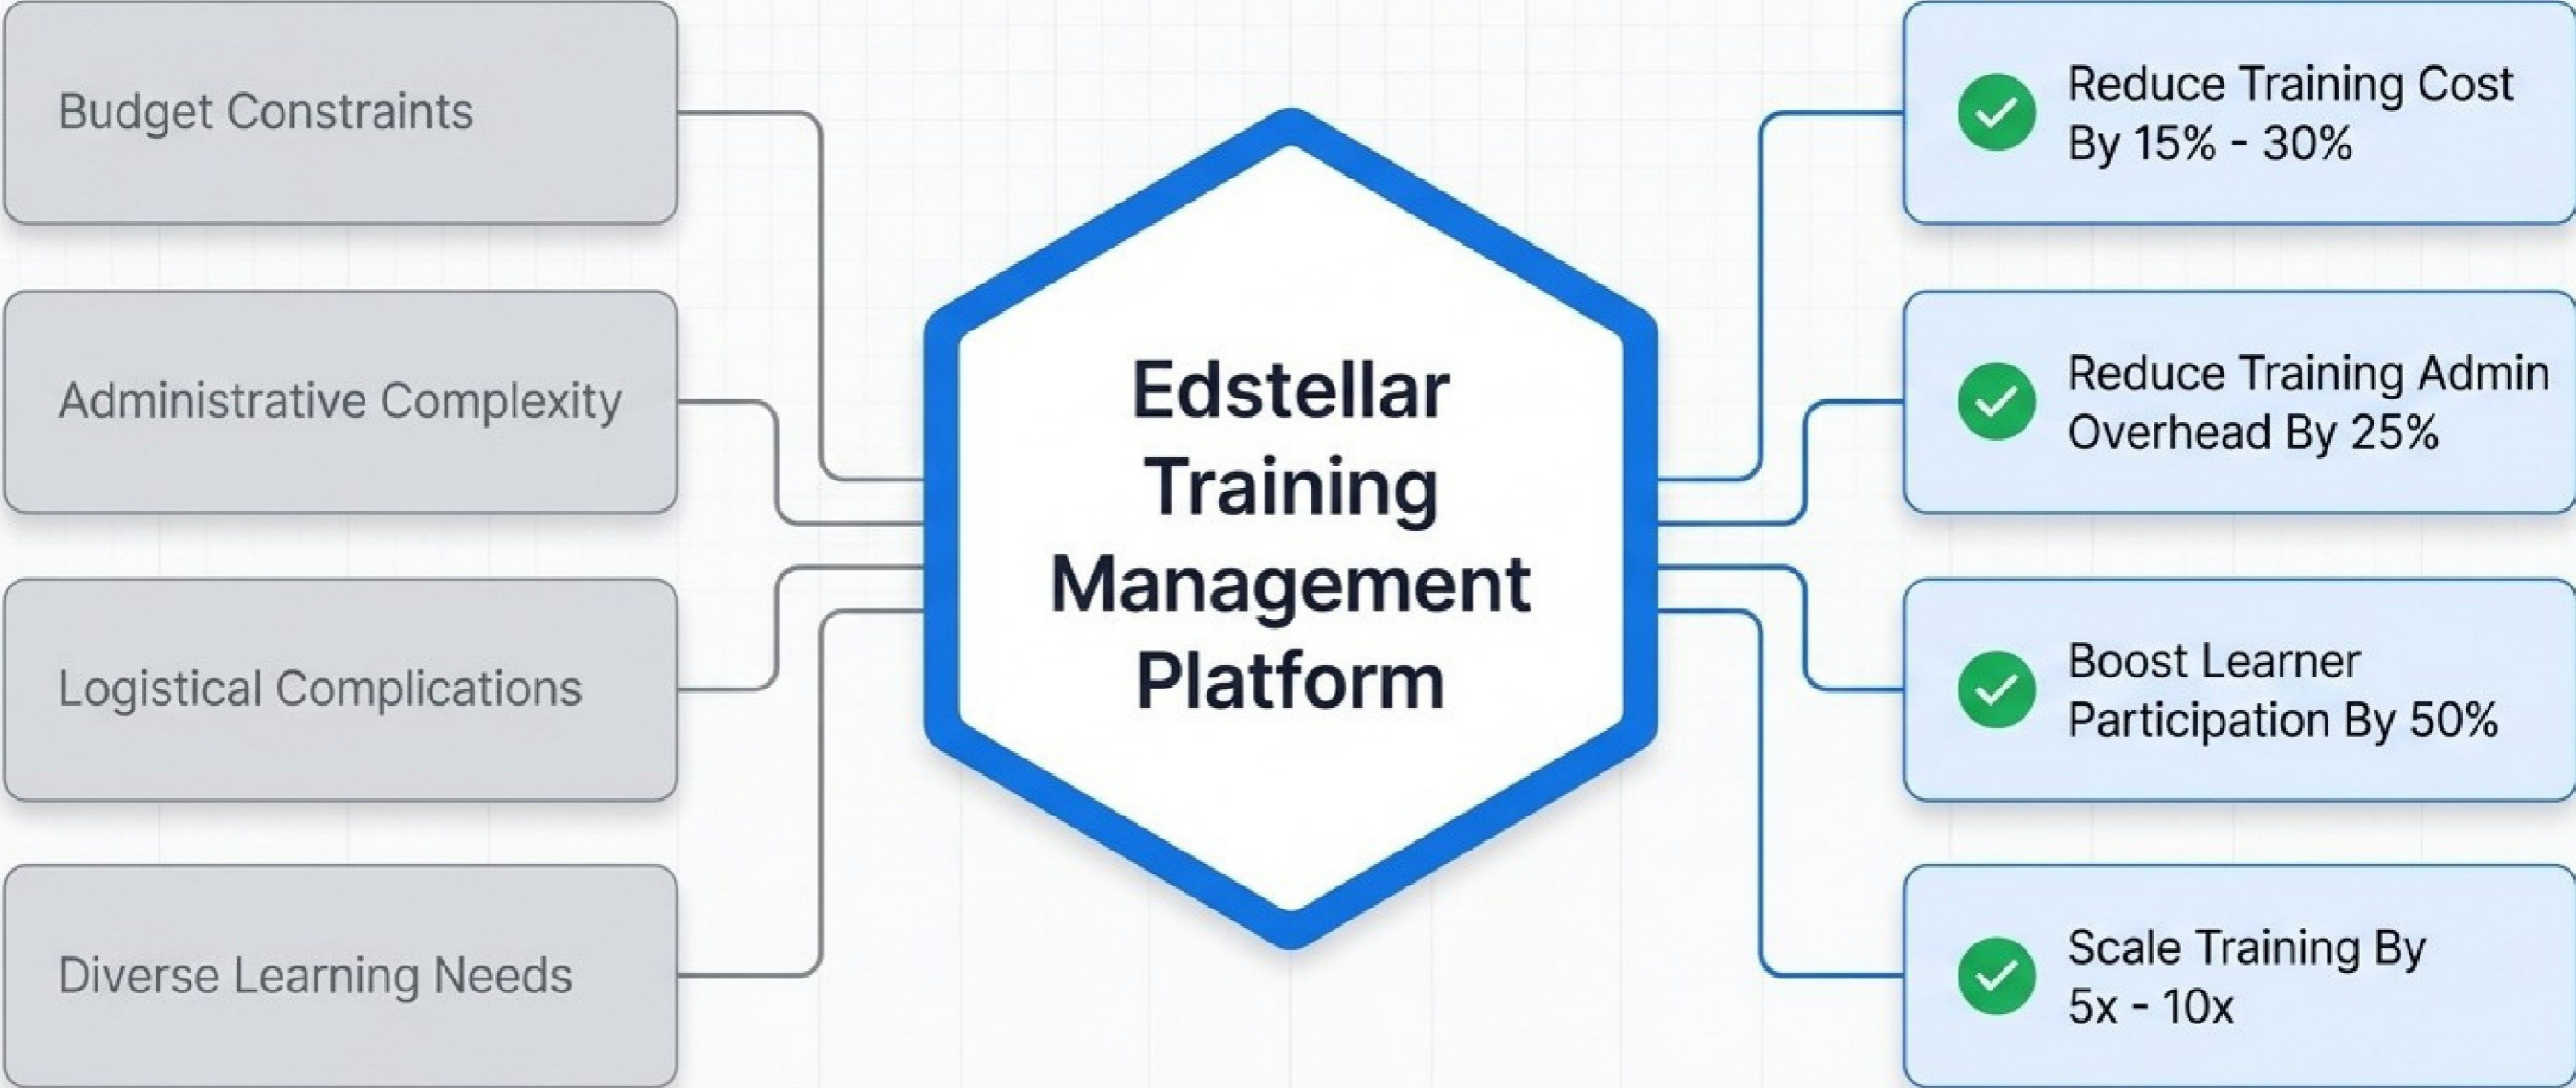 Budget Constraints
Administrative Complexity
Logistical Complications
Diverse Learning Needs
Edstellar
Training
Management
Platform
Reduce Training Cost
By 15% - 30%
Reduce Training Admin
Overhead By 25%
Boost Learner
Participation By 50%
Scale Training By
5x - 10x